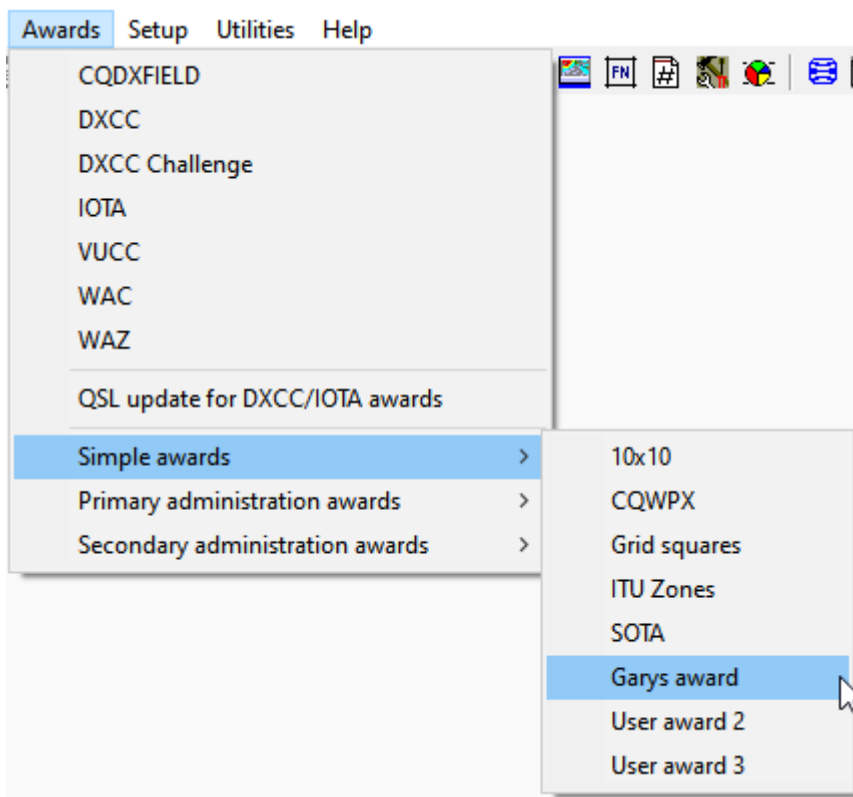 Awards Setup Utilities Help
FN #
CQDXFIELD
DXCC
DXCC Challenge
IOTA
VUCC
WAC
WAZ
QSL update for DXCC/IOTA awards
Simple awards >
Primary administration awards >
Secondary administration awards >
10x10
CQWPX
Grid squares
ITU Zones
SOTA
Garys award
User award 2
User award 3